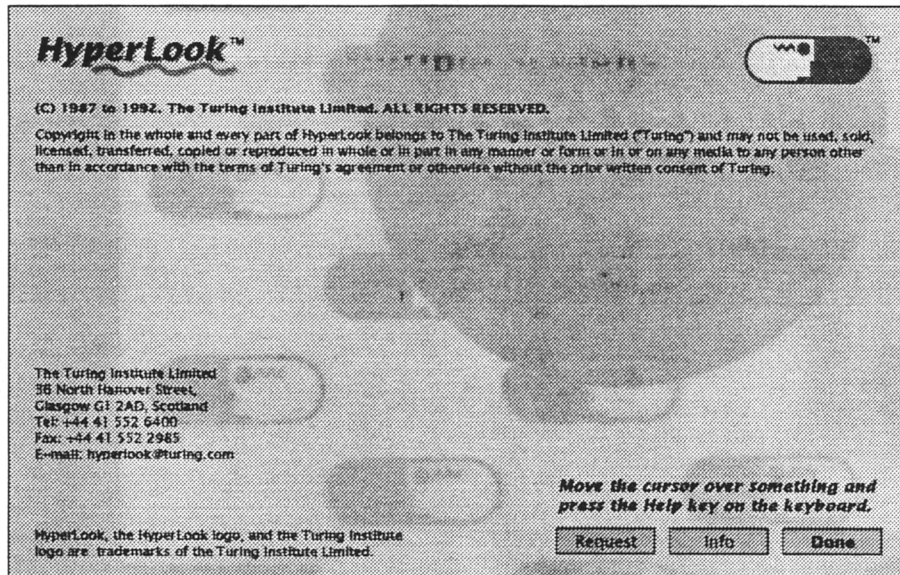 HyperLook™
TM
(C) 1987 to 1992. The Turing Institute Limited. ALL RIGHTS RESERVED.
Copyright in the whole and every part of HyperLook belongs to The Turing Institute Limited ("Turing") and may not be used, sold,
licensed, transferred, copied or reproduced in whole or in part in any manner or form or in or on any media to any person other
than in accordance with the terms of Turing's agreement or otherwise without the prior written consent of Turing.
The Turing Institute Limited
36 North Hanover Street,
Glasgow G1 2AD, Scotland
Tel: +44 41 552 6400
Fax: +44 41 552 2985
E-mail: hyperlook@turing.com
Move the cursor over something and
press the Help key on the keyboard.
HyperLook, the HyperLook logo, and the Turing Institute
logo are trademarks of the Turing Institute Limited.
Request Info Done